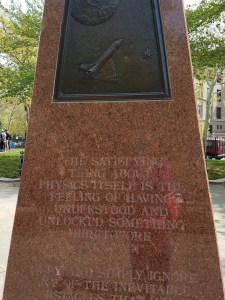 THE SATISFYING
THING ABOUT
PHYSICS ITSELF IS THE
FEELING OF HAVING
UNDERSTOOD AND
UNLOCKED SOMETHING
HERETOFORE
SIMPLY IGNORE
OF THE INEVITABLE